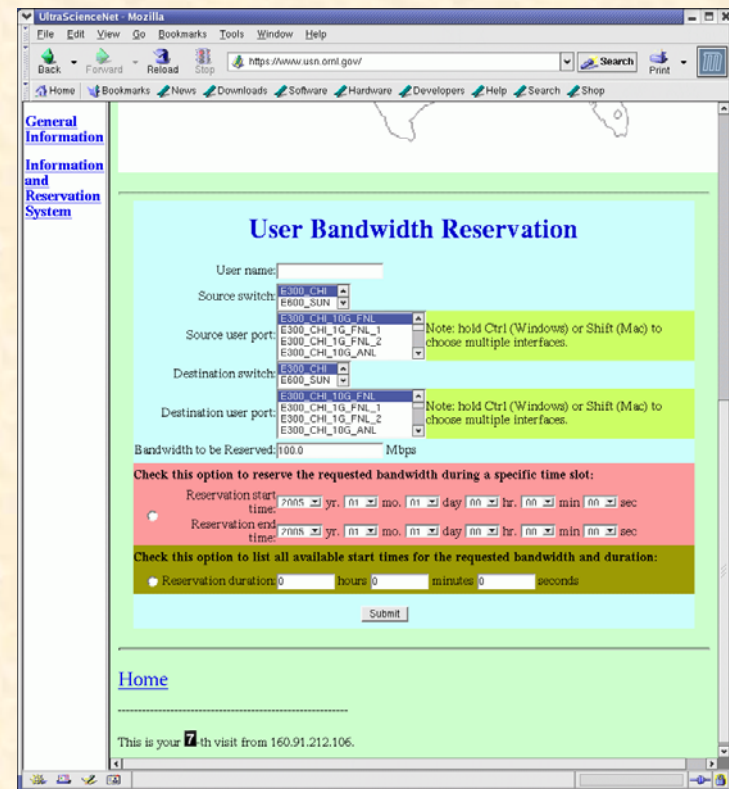 UltraScienceNet - Mozilla
File Edit View Go Bookmarks Tools Window Help
Back Forward Reload Stop https://www.usn.ornl.gov/ Search Print
Home Bookmarks News Downloads Software Hardware Developers Help Search Shop
General
Information
Information
and
Reservation
System
User Bandwidth Reservation
User name:
Source switch: E300_CHI
E600_SUN
Source user port: E300_CHI_10G_FNL
E300_CHI_1G_FNL_1
E300_CHI_1G_FNL_2
E300_CHI_10G_ANL
Note: hold Ctrl (Windows) or Shift (Mac) to
choose multiple interfaces.
Destination switch: E300_CHI
E600_SUN
Destination user port: E300_CHI_10G_FNL
E300_CHI_1G_FNL_1
E300_CHI_1G_FNL_2
E300_CHI_10G_ANL
Note: hold Ctrl (Windows) or Shift (Mac) to
choose multiple interfaces.
Bandwidth to be Reserved: 100.0 Mbps
Check this option to reserve the requested bandwidth during a specific time slot:
Reservation start
time: 2005 yr. 01 mo. 01 day 00 hr. 00 min 00 sec
Reservation end
time: 2005 yr. 01 mo. 01 day 00 hr. 00 min 00 sec
Check this option to list all available start times for the requested bandwidth and duration:
Reservation duration: 0 hours 0 minutes 0 seconds
Submit
Home
----------------------------------------------------------
This is your 7-th visit from 160.91.212.106.